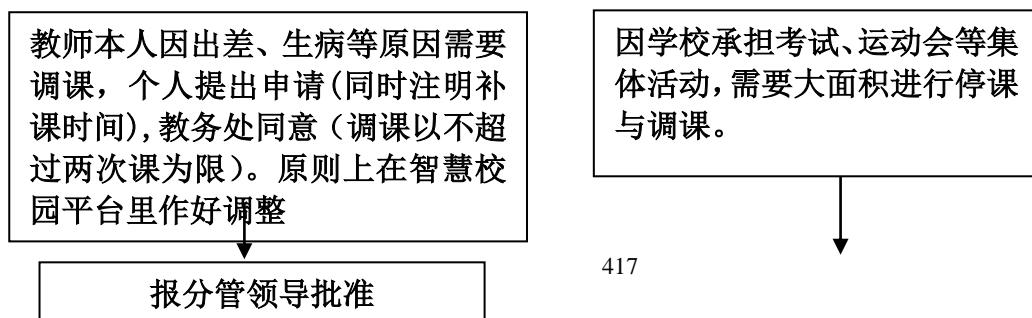 教师本人因出差、生病等原因需要
调课，个人提出申请(同时注明补
课时间),教务处同意（调课以不超
过两次课为限）。原则上在智慧校
园平台里作好调整
报分管领导批准
因学校承担考试、运动会等集
体活动，需要大面积进行停课
与调课。
417